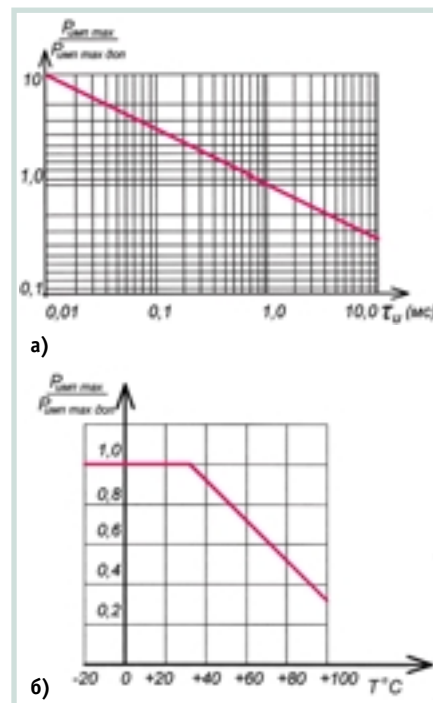 Pимп max
Pимп max доп
10
1,0
0,1
0,01 0,1 1,0 10,0 τи (мс)
а)
Pимп max
Pимп max доп
1,0
0,8
0,6
0,4
0,2
-20 0 +20 +40 +60 +80 +100 T°C
б)